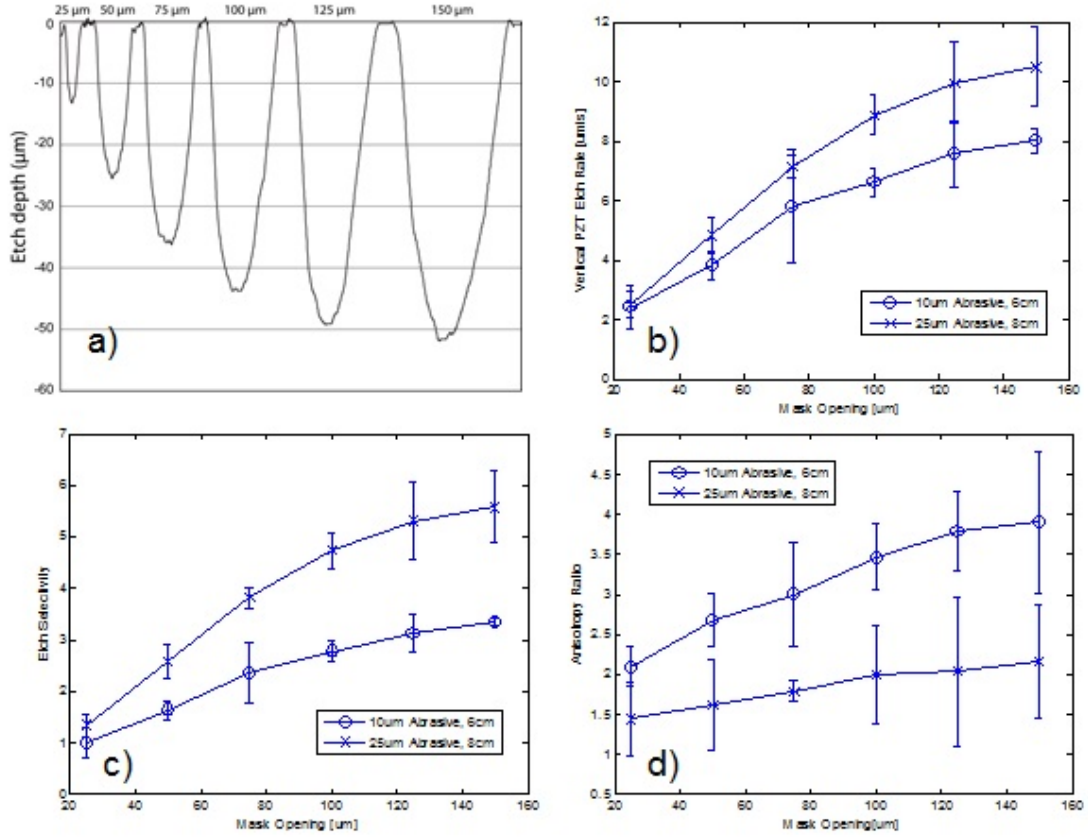 25 μm 50 μm 75 μm 100 μm 125 μm 150 μm
0
-10
-20
-30
-40
-50
-60
Etch depth (μm)
a)
12
10
8
6
4
2
0
Vertical PZT Etch Rate [um/s]
10um Abrasive, 6cm
25um Abrasive, 8cm
b)
20 40 60 80 100 120 140 160
Mask Opening [um]
7
6
5
4
3
2
1
0
Etch Selectivity
10um Abrasive, 6cm
25um Abrasive, 8cm
c)
20 40 60 80 100 120 140 160
Mask Opening [um]
5
4.5
4
3.5
3
2.5
2
1.5
1
0.5
Anisotropy Ratio
10um Abrasive, 6cm
25um Abrasive, 8cm
d)
20 40 60 80 100 120 140 160
Mask Opening[um]